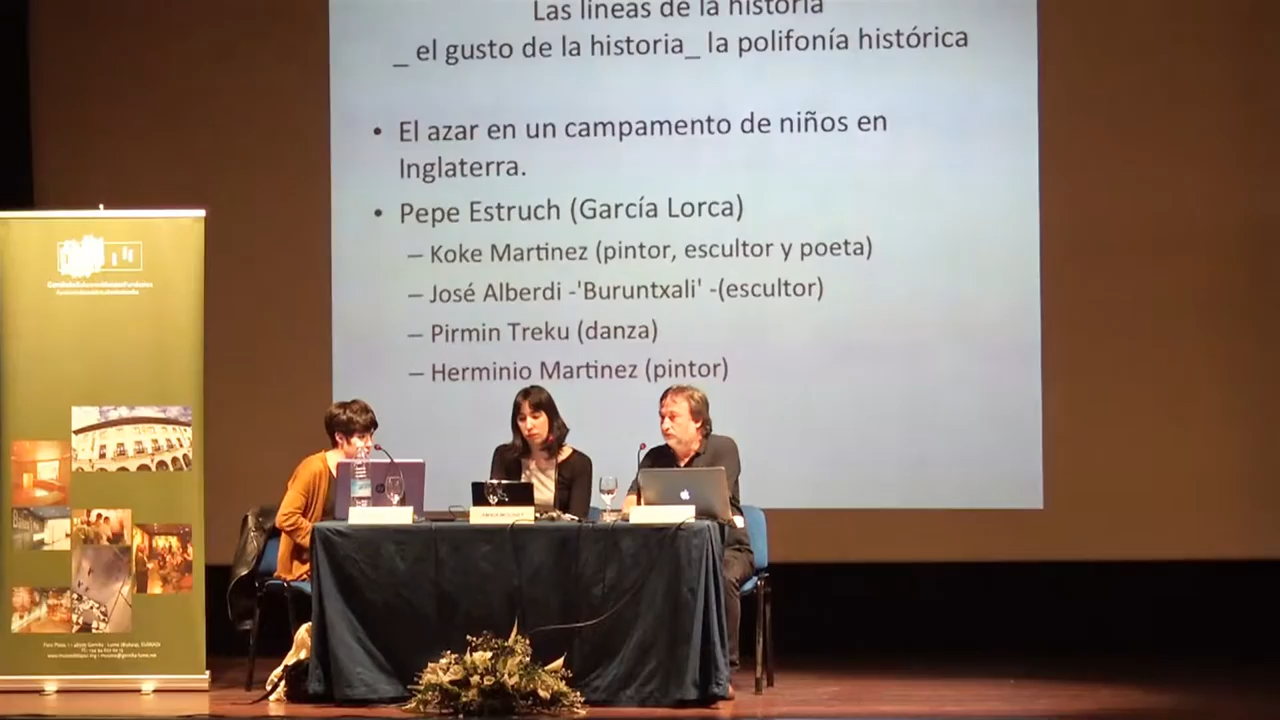 Las líneas de la historia
_ el gusto de la historia_ la polifonía histórica
• El azar en un campamento de niños en
Inglaterra.
• Pepe Estruch (García Lorca)
– Koke Martinez (pintor, escultor y poeta)
– José Alberdi -'Buruntxali' -(escultor)
– Pirmin Treku (danza)
– Herminio Martinez (pintor)